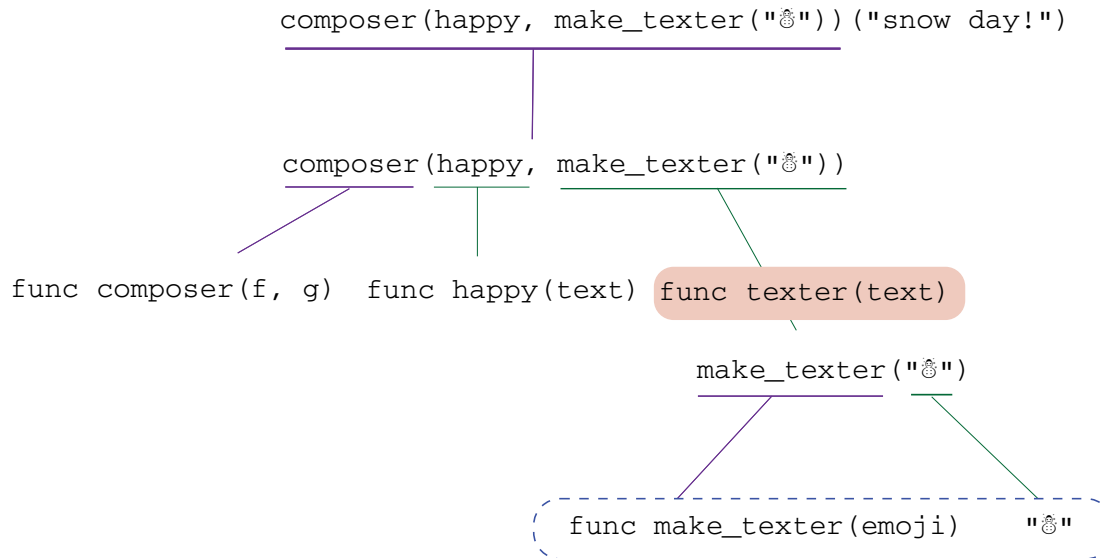 composer(happy, make_texter("☃"))("snow day!")
composer(happy, make_texter("☃"))
func composer(f, g) func happy(text) func texter(text)
make_texter("☃")
func make_texter(emoji) "☃"